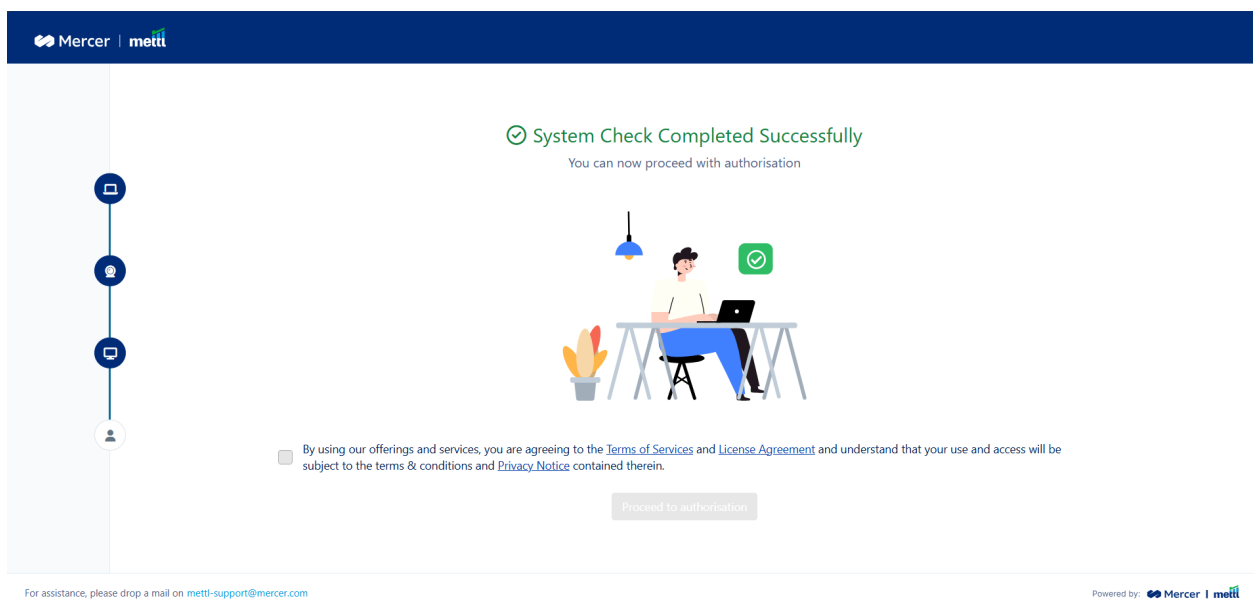 Mercer | mettl
System Check Completed Successfully
You can now proceed with authorisation
By using our offerings and services, you are agreeing to the Terms of Services and License Agreement and understand that your use and access will be
subject to the terms & conditions and Privacy Notice contained therein.
Proceed to authorisation
For assistance, please drop a mail on mettl-support@mercer.com
Powered by: Mercer | mettl